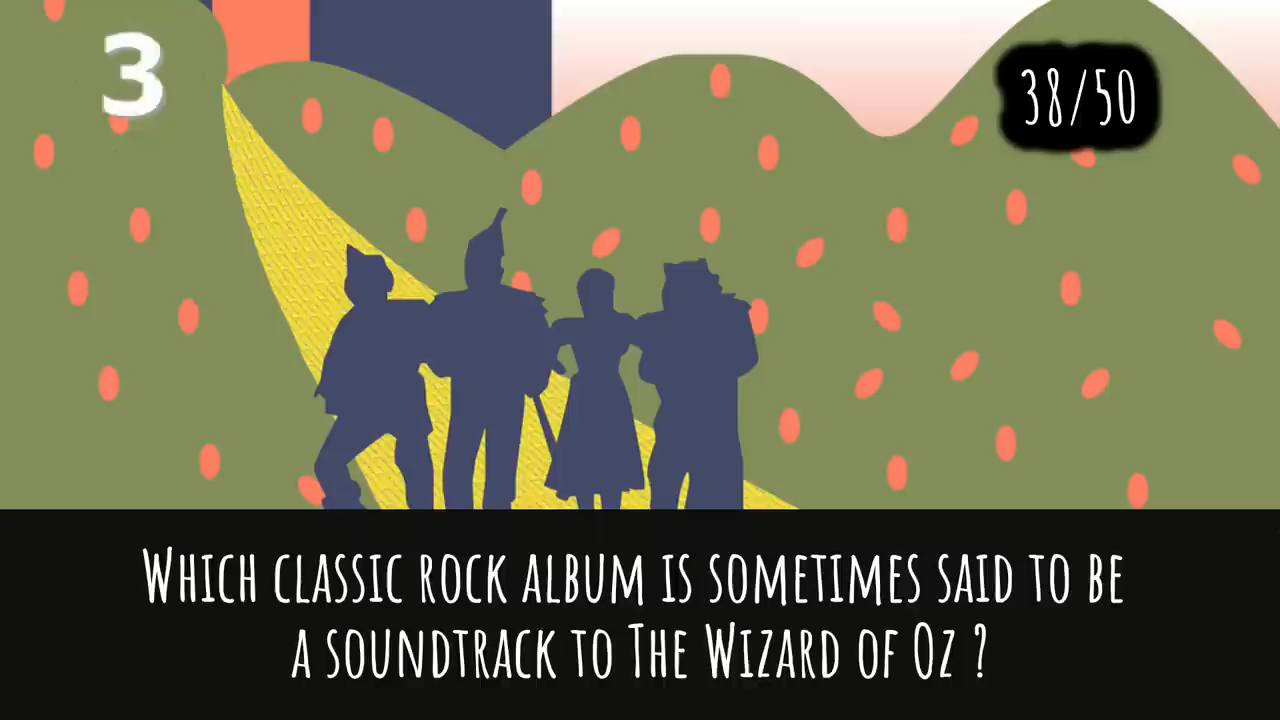 3
38/50
Which classic rock album is sometimes said to be
a soundtrack to The Wizard of Oz ?